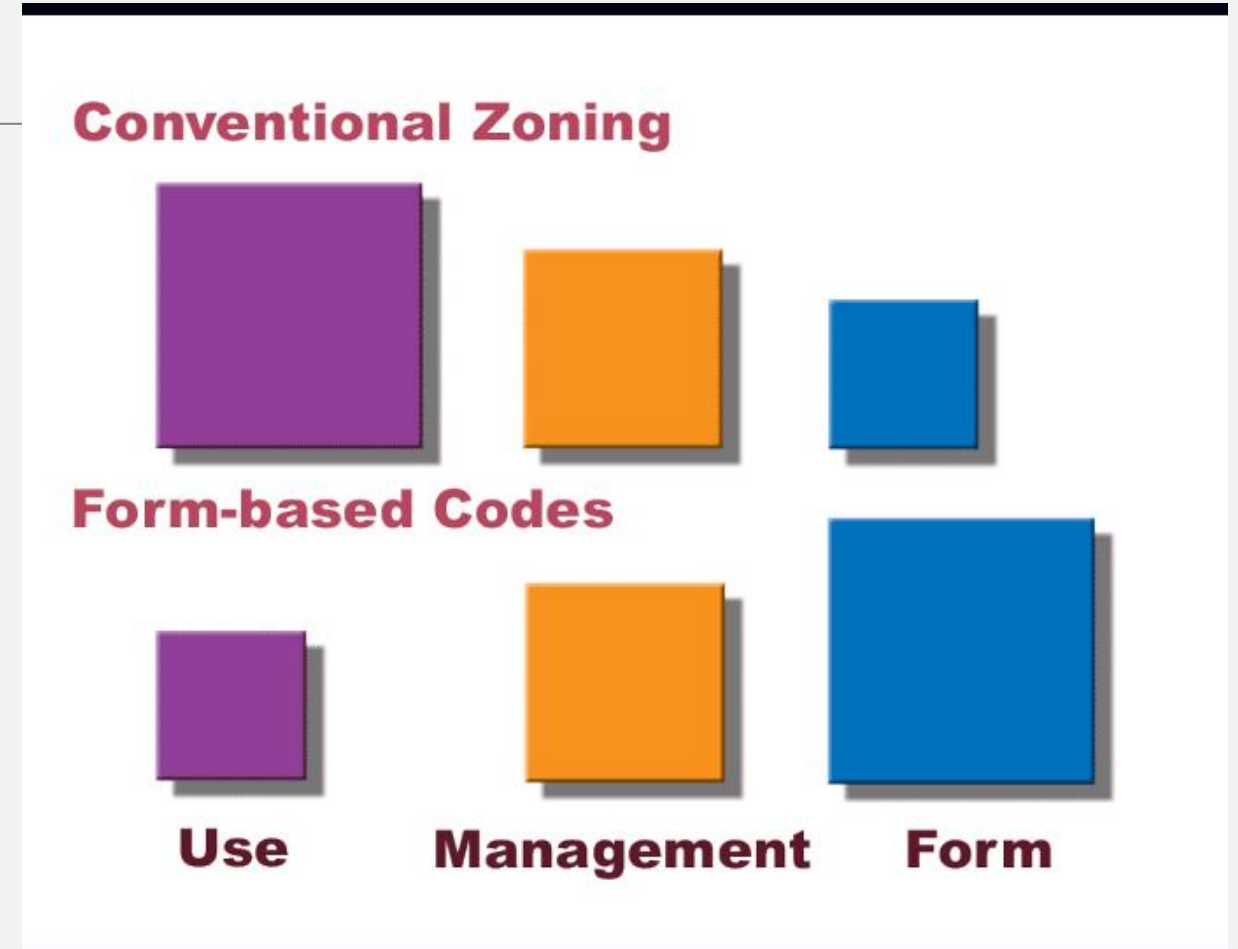 Conventional Zoning
Form-based Codes
Use Management Form